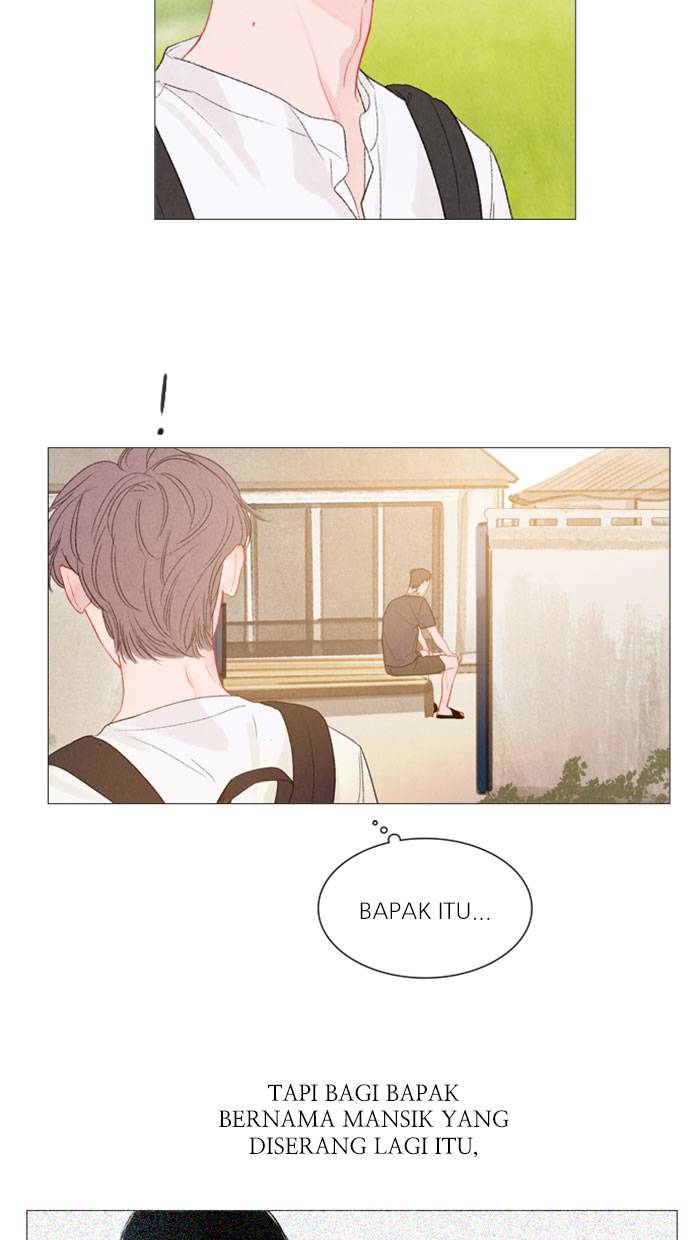 !
BAPAK ITU...
TAPI BAGI BAPAK
BERNAMA MANSIK YANG
DISERANG LAGI ITU,